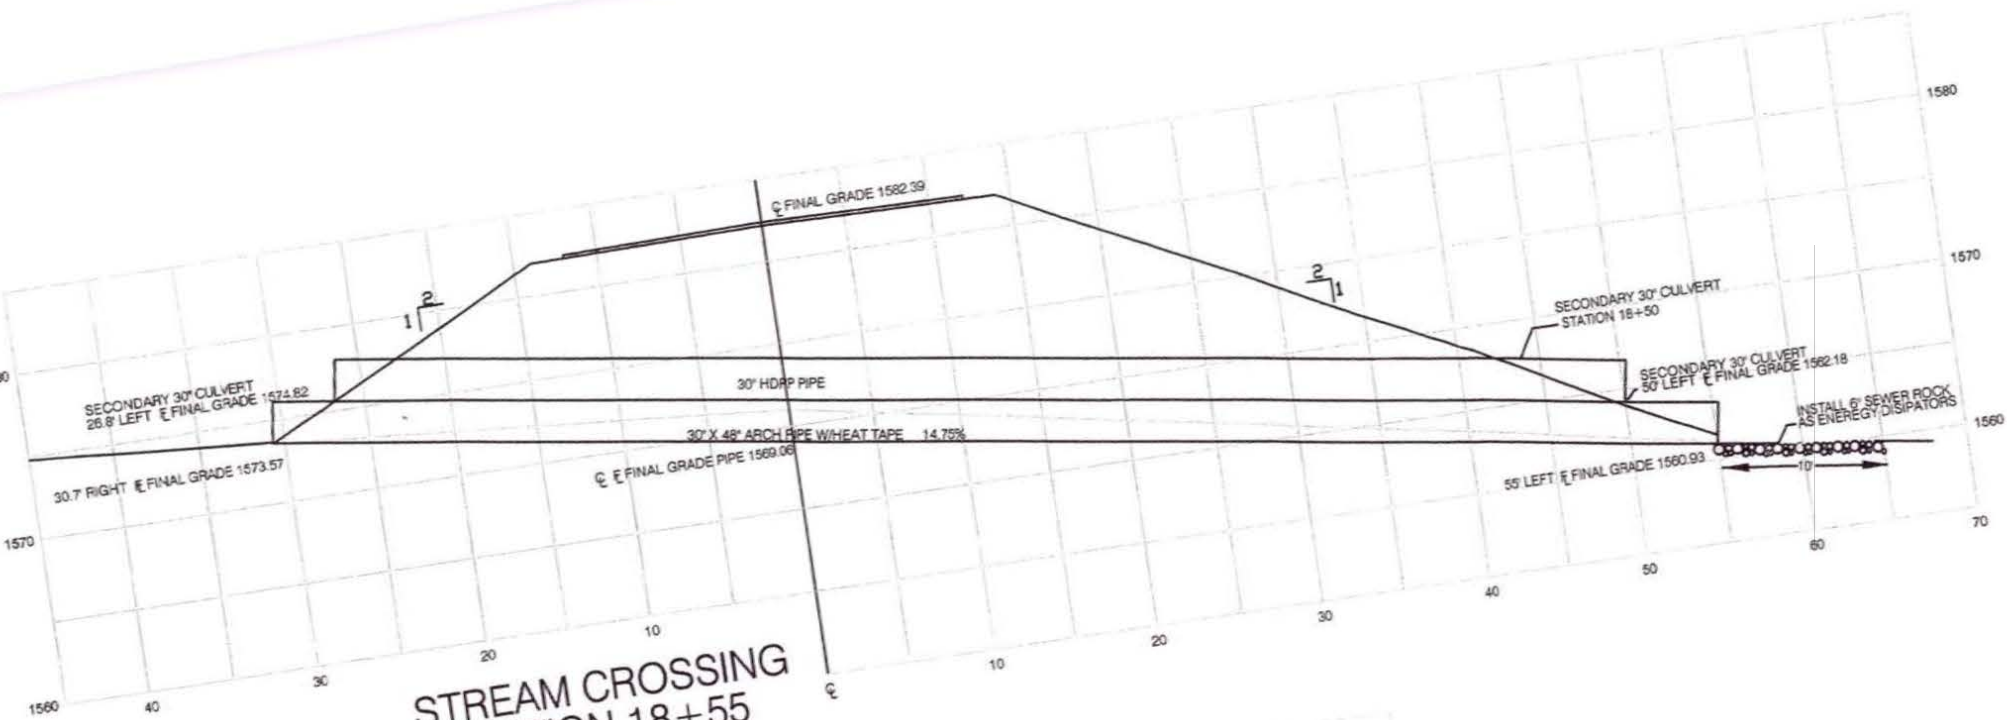 1580
℄ FINAL GRADE 1582.39
1570
2
1
2
1
SECONDARY 30" CULVERT
STATION 18+50
SECONDARY 30" CULVERT
26.8' LEFT ℄ FINAL GRADE 1574.82
30" HDPP PIPE
SECONDARY 30" CULVERT
50' LEFT ℄ FINAL GRADE 1562.18
INSTALL 6" SEWER ROCK
AS ENEREGY DISIPATORS
1560
30" X 48" ARCH PIPE W/HEAT TAPE 14.75%
℄ FINAL GRADE PIPE 1569.06
30.7' RIGHT ℄ FINAL GRADE 1573.57
55' LEFT ℄ FINAL GRADE 1560.93
10'
1570
70
60
50
40
30
20
10
℄
10
20
30
40
1560
STREAM CROSSING
18+55